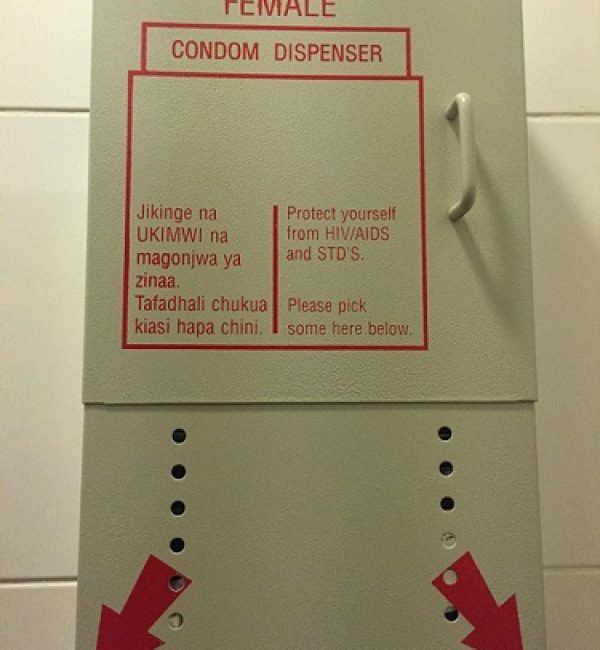 FEMALE
CONDOM DISPENSER
Jikinge na
UKIMWI na
magonjwa ya
zinaa.
Tafadhali chukua
kiasi hapa chini.
Protect yourself
from HIV/AIDS
and STD'S.
Please pick
some here below.